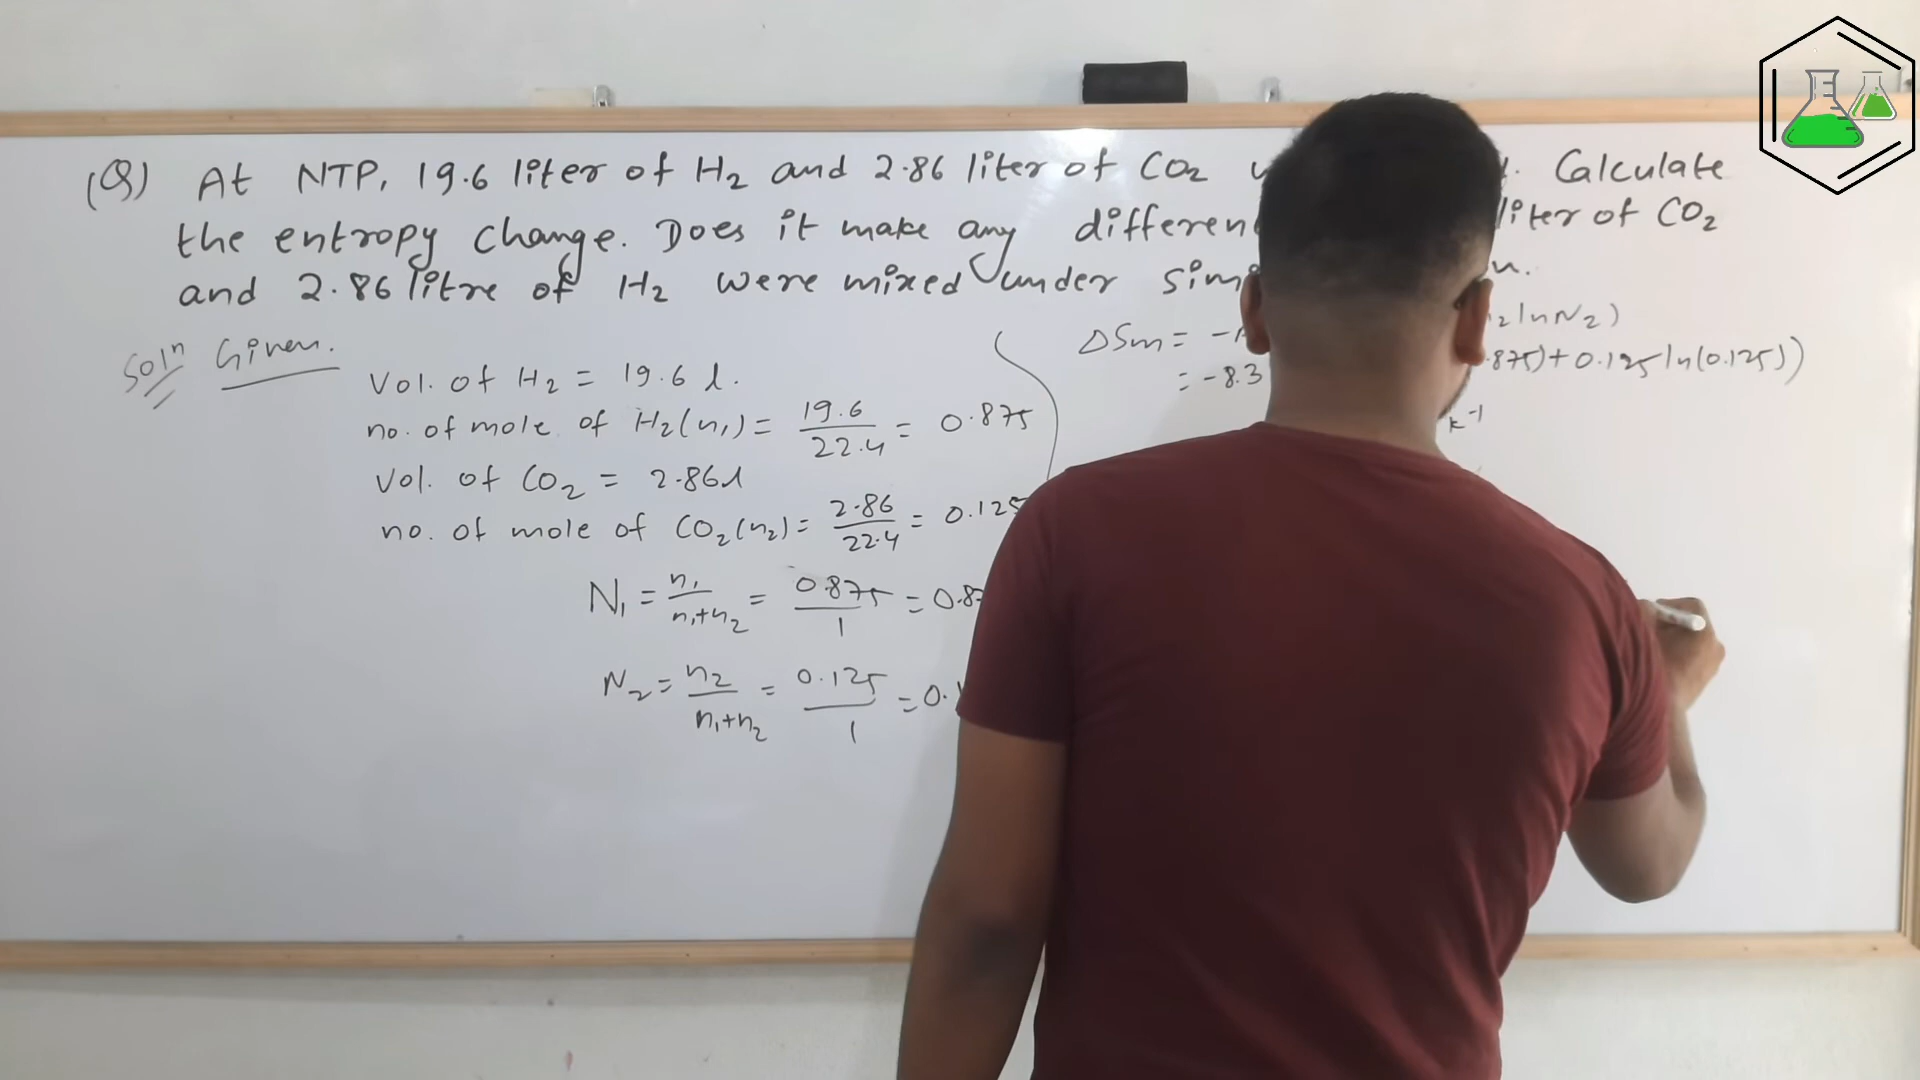 (Q) At NTP, 19.6 liter of H2 and 2.86 liter of CO2 Calculate
the entropy change. Does it make any liter of CO2
and 2.86 litre of H2 were mixed under
Soln Given.
ΔSm = - ln N2)
= -8.3 .875) + 0.125 ln (0.125))
K-1
Vol. of H2 = 19.6 l.
no. of mole of H2 (n1) = 19.6/22.4 = 0.875
Vol. of CO2 = 2.86 l
no. of mole of CO2 (n2) = 2.86/22.4 = 0.125
N1 = n1/n1+n2 = 0.875/1 = 0.87
N2 = n2/n1+n2 = 0.125/1 = 0.1